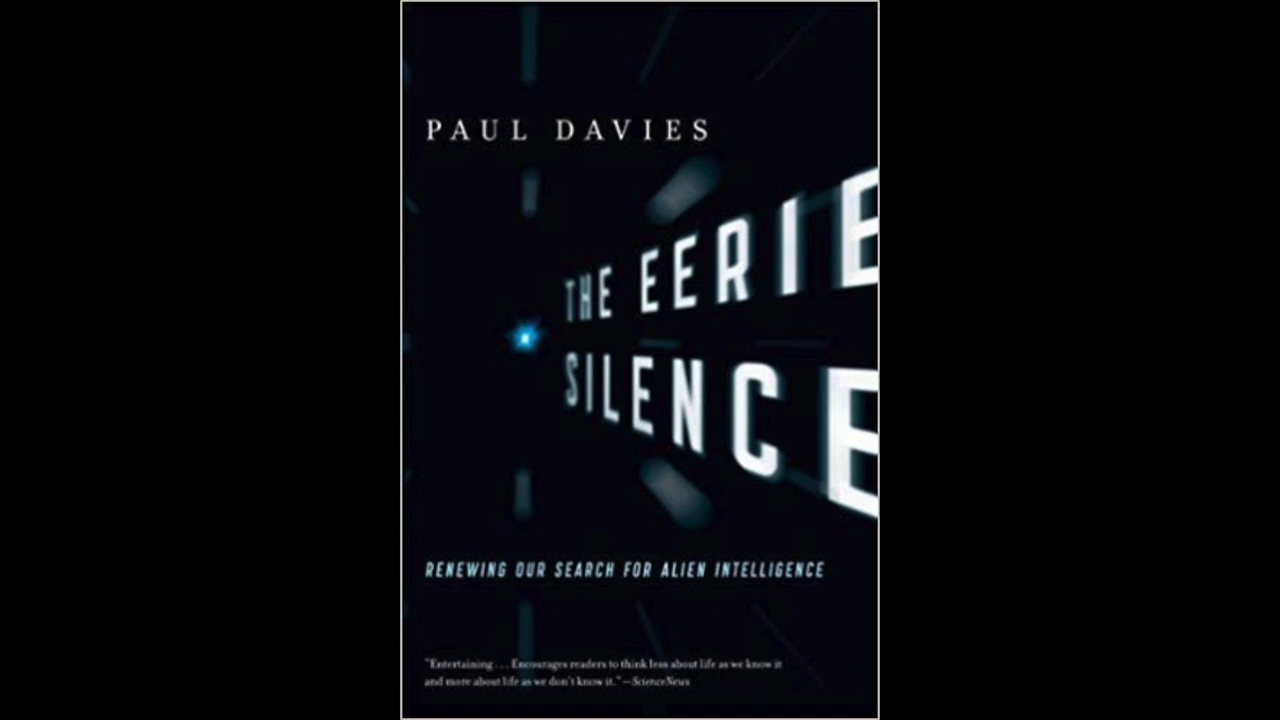 PAUL DAVIES
THE EERIE
SILENCE
RENEWING OUR SEARCH FOR ALIEN INTELLIGENCE
"Entertaining . . . Encourages readers to think less about life as we know it
and more about life as we don't know it." —ScienceNews